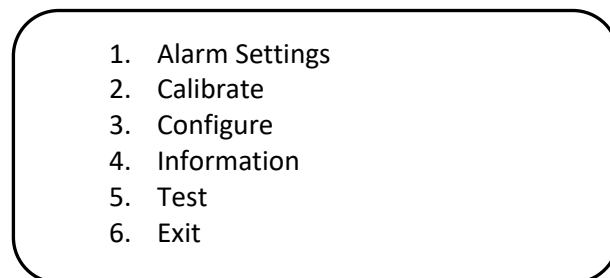 1. Alarm Settings
2. Calibrate
3. Configure
4. Information
5. Test
6. Exit